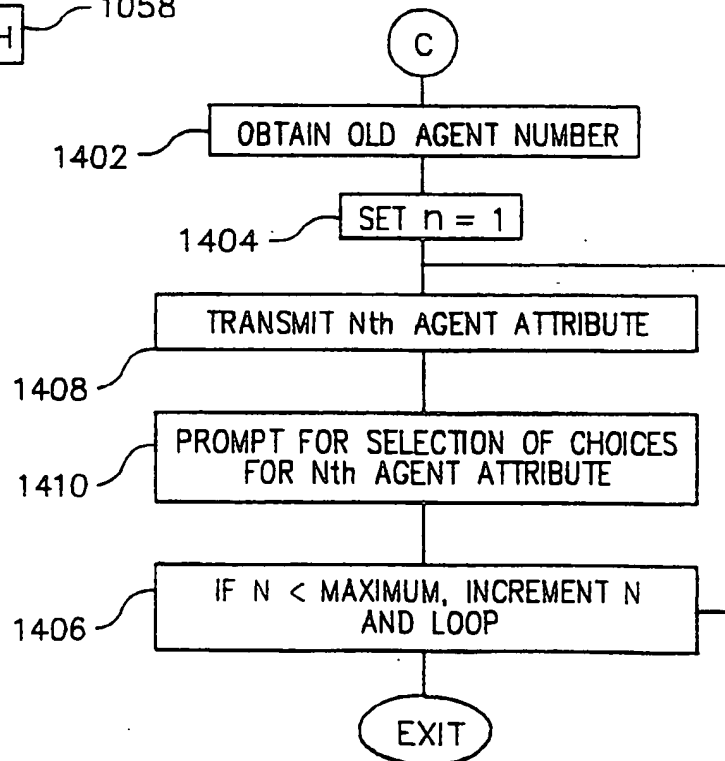 H
1058
C
OBTAIN OLD AGENT NUMBER
1402
SET n = 1
1404
TRANSMIT Nth AGENT ATTRIBUTE
1408
PROMPT FOR SELECTION OF CHOICES
FOR Nth AGENT ATTRIBUTE
1410
IF N < MAXIMUM, INCREMENT N
AND LOOP
1406
EXIT